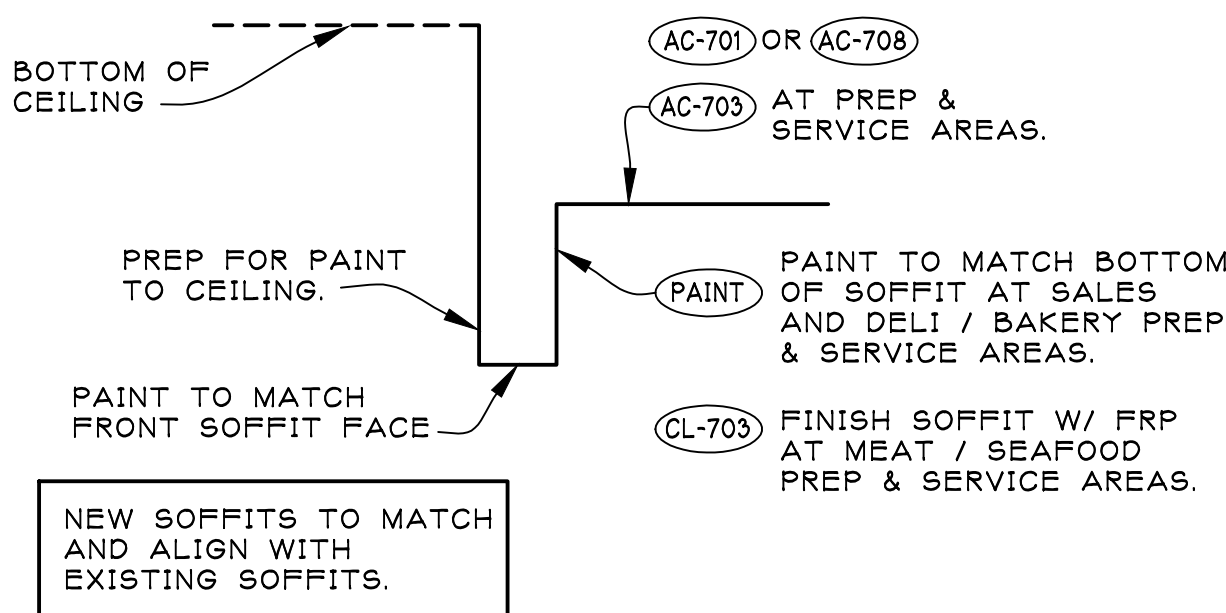 AC-701 OR AC-708
BOTTOM OF
CEILING
AC-703 AT PREP &
SERVICE AREAS.
PREP FOR PAINT
TO CEILING.
PAINT PAINT TO MATCH BOTTOM
OF SOFFIT AT SALES
AND DELI / BAKERY PREP
& SERVICE AREAS.
PAINT TO MATCH
FRONT SOFFIT FACE
CL-703 FINISH SOFFIT W/ FRP
AT MEAT / SEAFOOD
PREP & SERVICE AREAS.
NEW SOFFITS TO MATCH
AND ALIGN WITH
EXISTING SOFFITS.